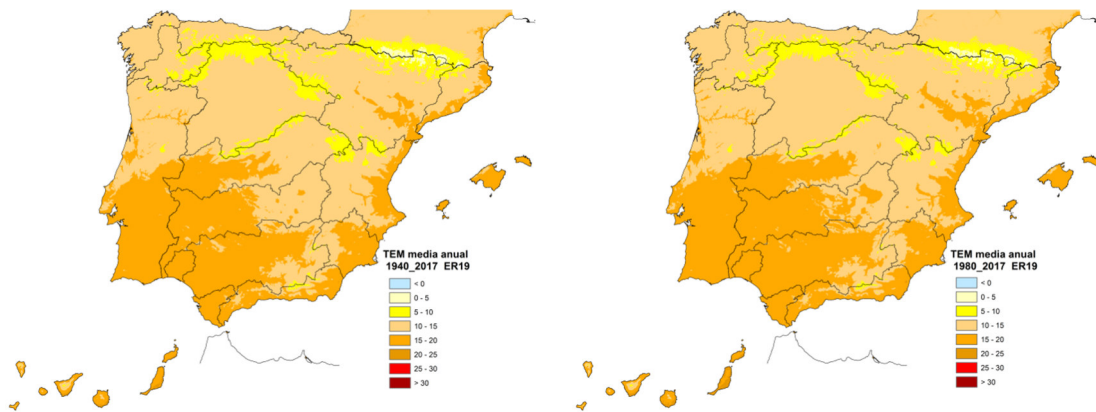 TEM media anual
1940_2017 ER19
< 0
0 - 5
5 - 10
10 - 15
15 - 20
20 - 25
25 - 30
> 30
TEM media anual
1980_2017 ER19
< 0
0 - 5
5 - 10
10 - 15
15 - 20
20 - 25
25 - 30
> 30